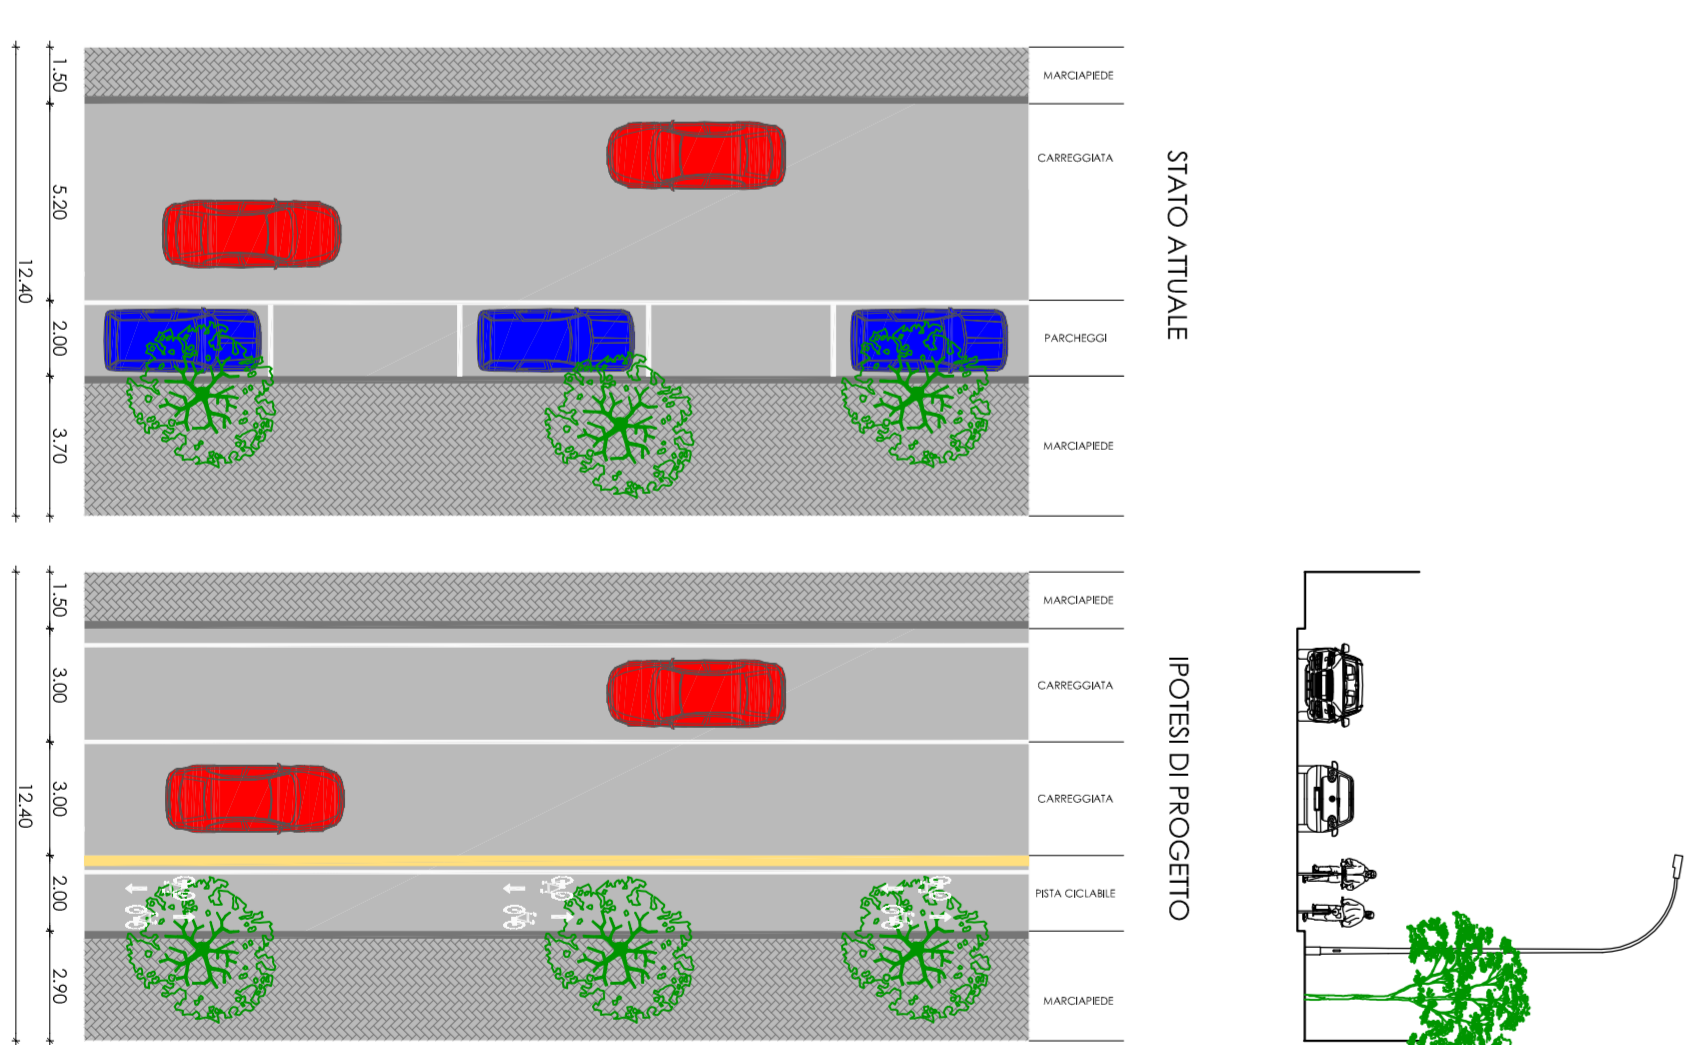 STATO ATTUALE
MARCIAPIEDE
CARREGGIATA
PARCHEGGI
MARCIAPIEDE
1.50
5.20
2.00
3.70
12.40
IPOTESI DI PROGETTO
MARCIAPIEDE
CARREGGIATA
CARREGGIATA
PISTA CICLABILE
MARCIAPIEDE
1.50
3.00
3.00
2.00
2.90
12.40